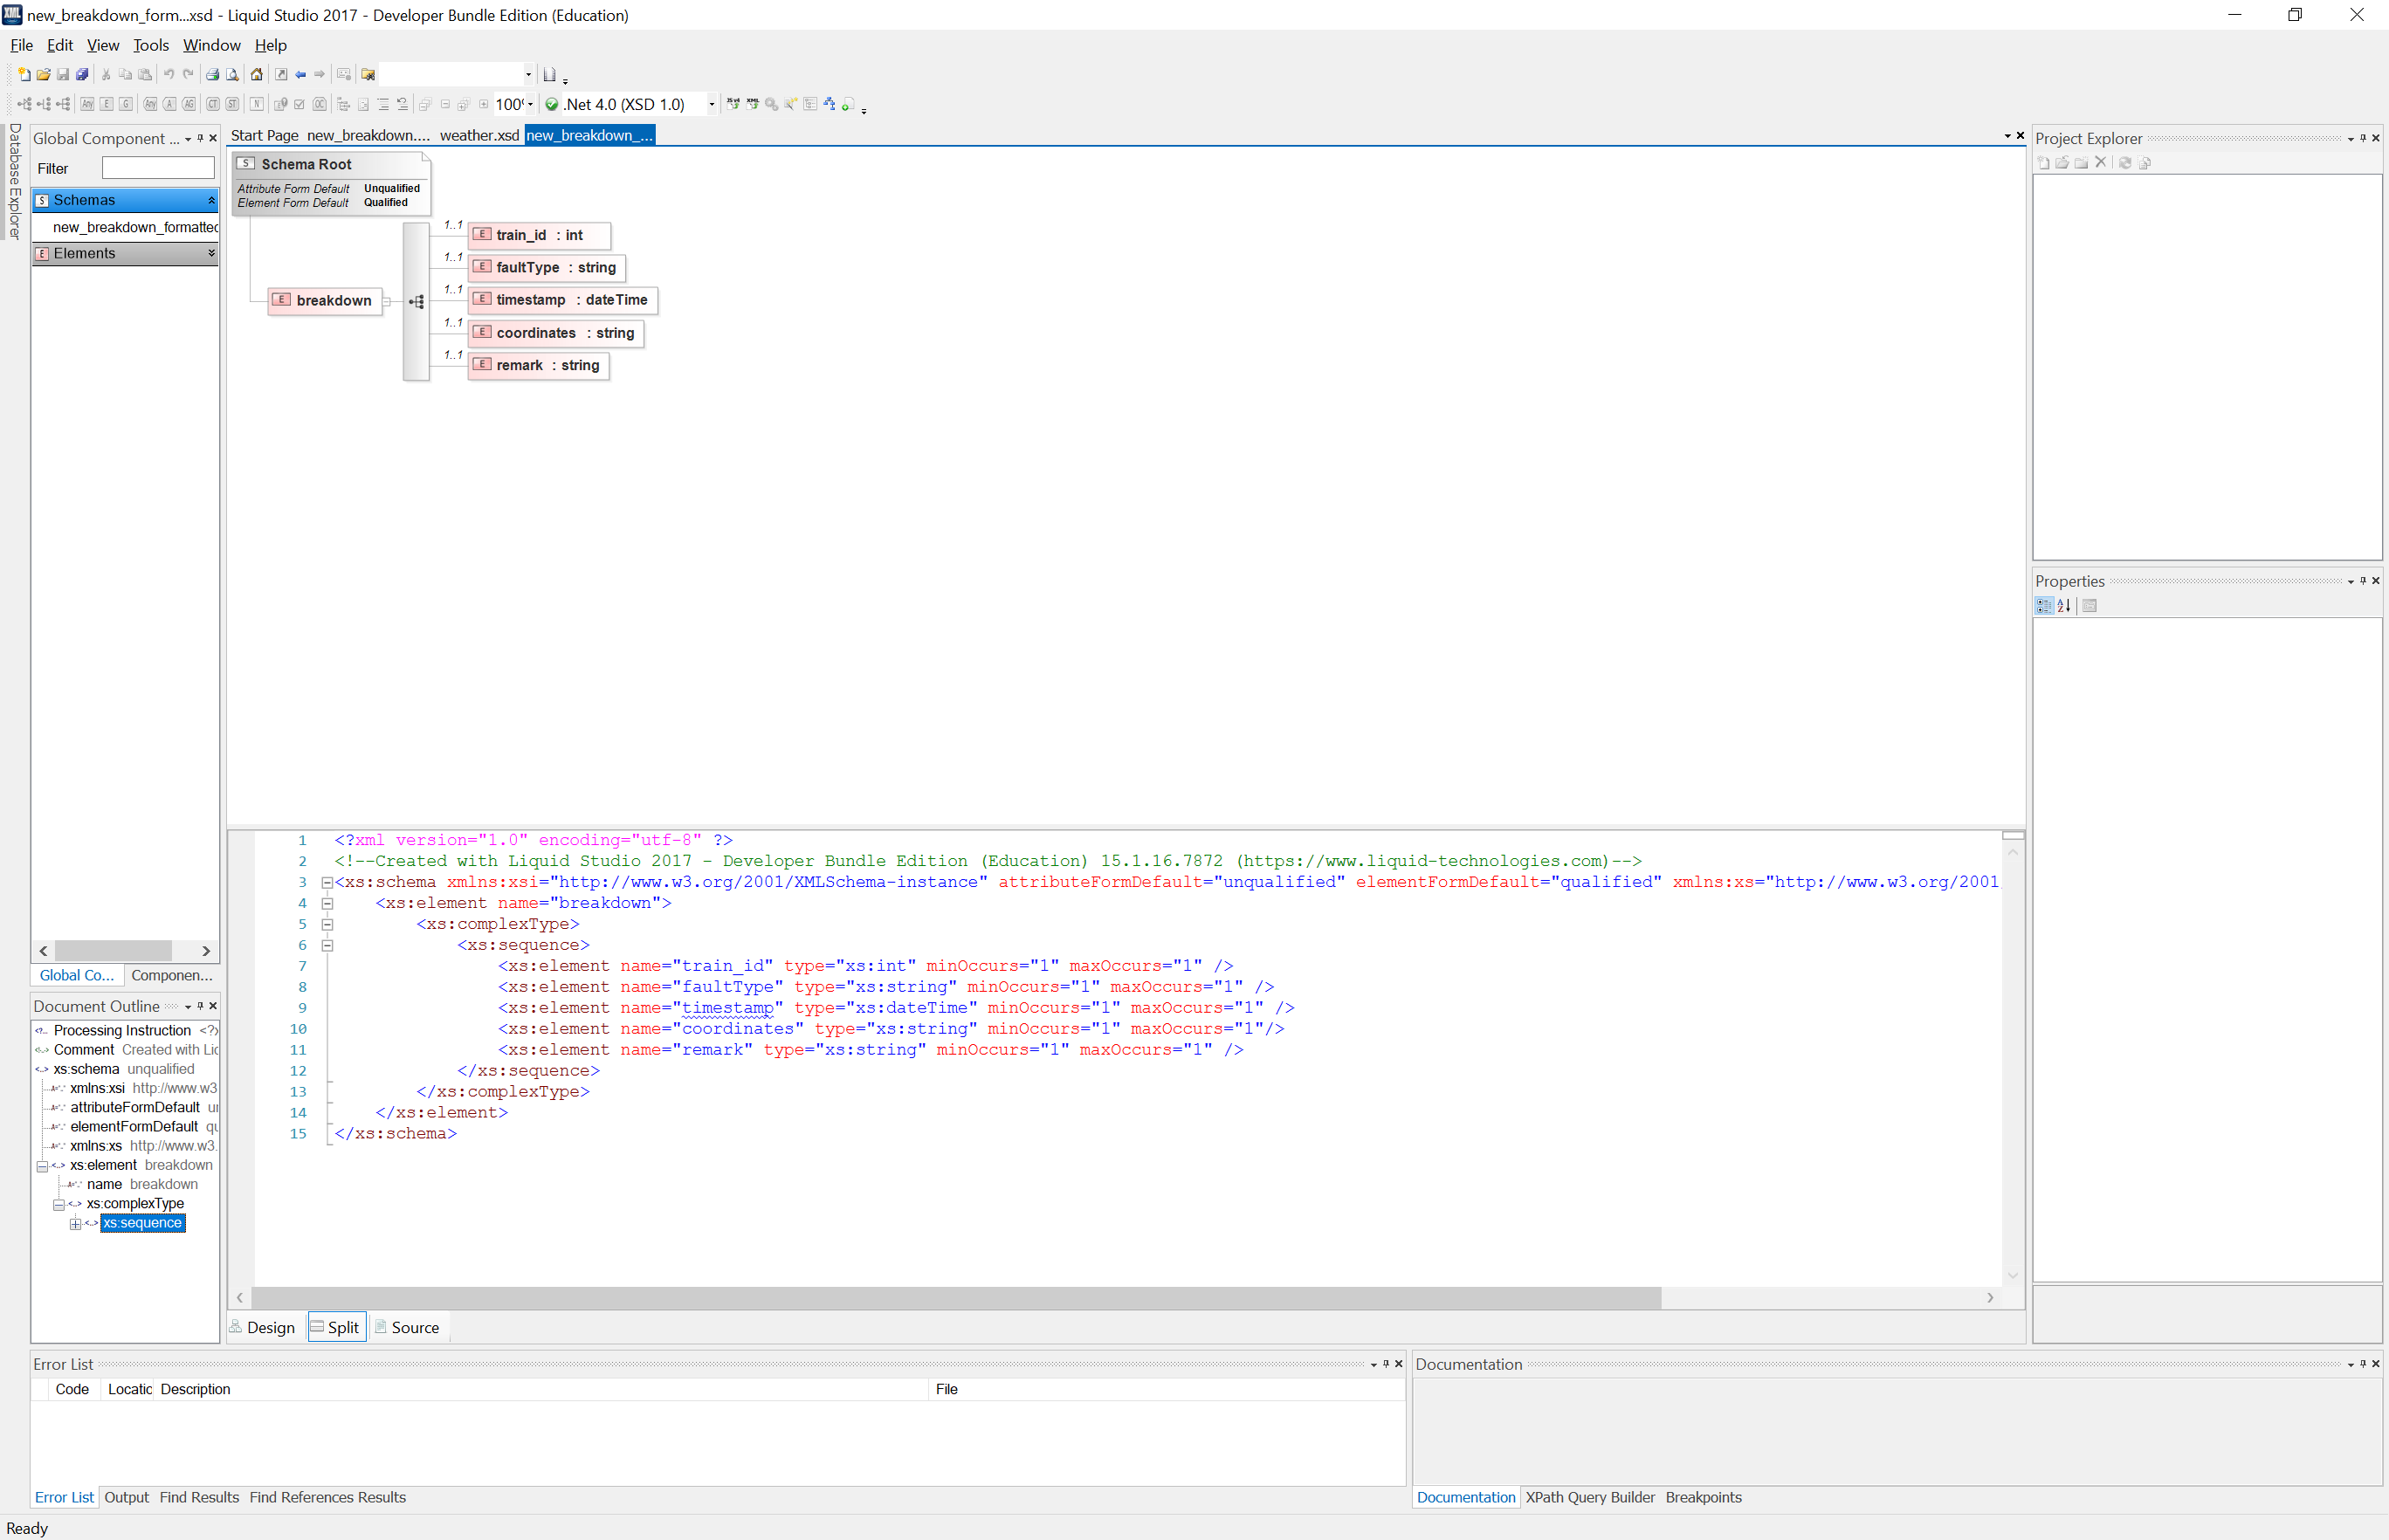 new_breakdown_form...xsd - Liquid Studio 2017 - Developer Bundle Edition (Education)
File Edit View Tools Window Help
100% .Net 4.0 (XSD 1.0)
Database Explorer
Global Component ...
Filter
Schemas
new_breakdown_formatted
Elements
Global Co... Componen...
Start Page new_breakdown.... weather.xsd new_breakdown_...
Schema Root
Attribute Form Default Unqualified
Element Form Default Qualified
breakdown
1..1 train_id : int
1..1 faultType : string
1..1 timestamp : dateTime
1..1 coordinates : string
1..1 remark : string
Project Explorer
Properties
Document Outline
Processing Instruction <?x
Comment Created with Liq
xs:schema unqualified
xmlns:xsi http://www.w3
attributeFormDefault un
elementFormDefault qu
xmlns:xs http://www.w3.
xs:element breakdown
name breakdown
xs:complexType
xs:sequence
1 <?xml version="1.0" encoding="utf-8" ?>
2 <!--Created with Liquid Studio 2017 - Developer Bundle Edition (Education) 15.1.16.7872 (https://www.liquid-technologies.com)-->
3 <xs:schema xmlns:xsi="http://www.w3.org/2001/XMLSchema-instance" attributeFormDefault="unqualified" elementFormDefault="qualified" xmlns:xs="http://www.w3.org/2001
4 <xs:element name="breakdown">
5 <xs:complexType>
6 <xs:sequence>
7 <xs:element name="train_id" type="xs:int" minOccurs="1" maxOccurs="1" />
8 <xs:element name="faultType" type="xs:string" minOccurs="1" maxOccurs="1" />
9 <xs:element name="timestamp" type="xs:dateTime" minOccurs="1" maxOccurs="1" />
10 <xs:element name="coordinates" type="xs:string" minOccurs="1" maxOccurs="1"/>
11 <xs:element name="remark" type="xs:string" minOccurs="1" maxOccurs="1" />
12 </xs:sequence>
13 </xs:complexType>
14 </xs:element>
15 </xs:schema>
Design Split Source
Error List
Code Locatic Description File
Error List Output Find Results Find References Results
Documentation
Documentation XPath Query Builder Breakpoints
Ready